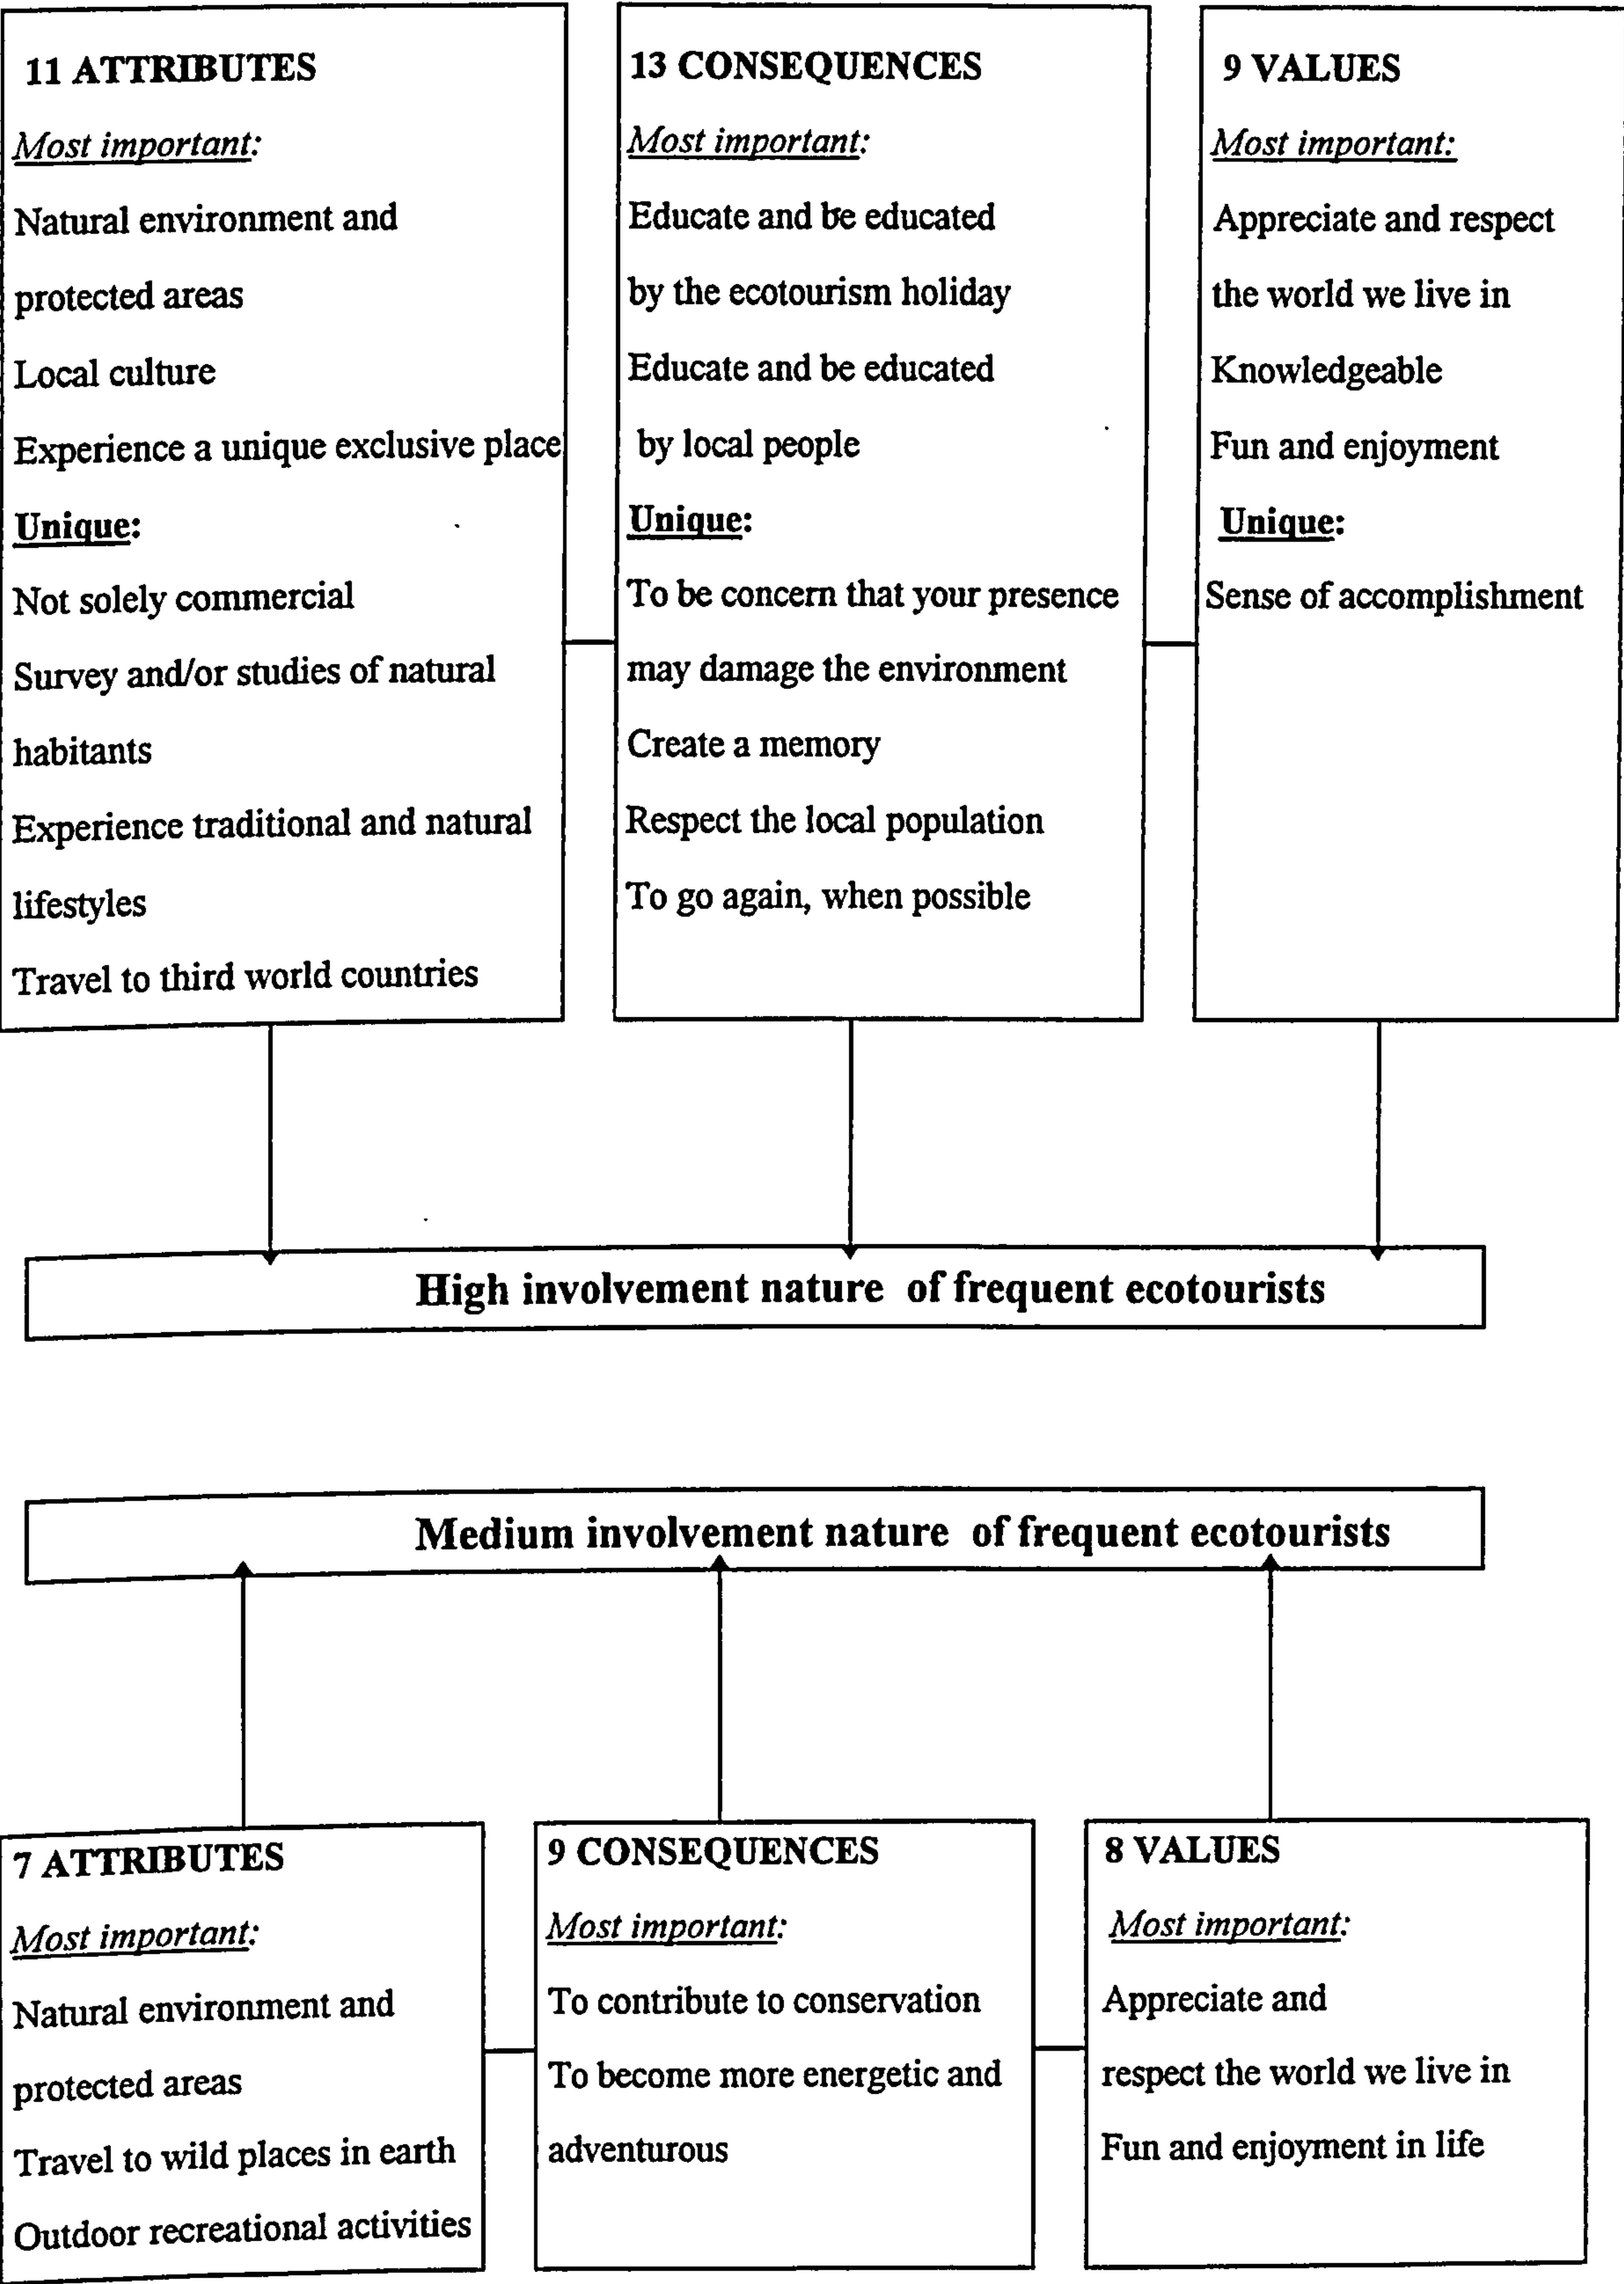 11 ATTRIBUTES
Most important:
Natural environment and
protected areas
Local culture
Experience a unique exclusive place
Unique:
Not solely commercial
Survey and/or studies of natural
habitants
Experience traditional and natural
lifestyles
Travel to third world countries
13 CONSEQUENCES
Most important:
Educate and be educated
by the ecotourism holiday
Educate and be educated
by local people
Unique:
To be concern that your presence
may damage the environment
Create a memory
Respect the local population
To go again, when possible
9 VALUES
Most important:
Appreciate and respect
the world we live in
Knowledgeable
Fun and enjoyment
Unique:
Sense of accomplishment
High involvement nature of frequent ecotourists
Medium involvement nature of frequent ecotourists
7 ATTRIBUTES
Most important:
Natural environment and
protected areas
Travel to wild places in earth
Outdoor recreational activities
9 CONSEQUENCES
Most important:
To contribute to conservation
To become more energetic and
adventurous
8 VALUES
Most important:
Appreciate and
respect the world we live in
Fun and enjoyment in life